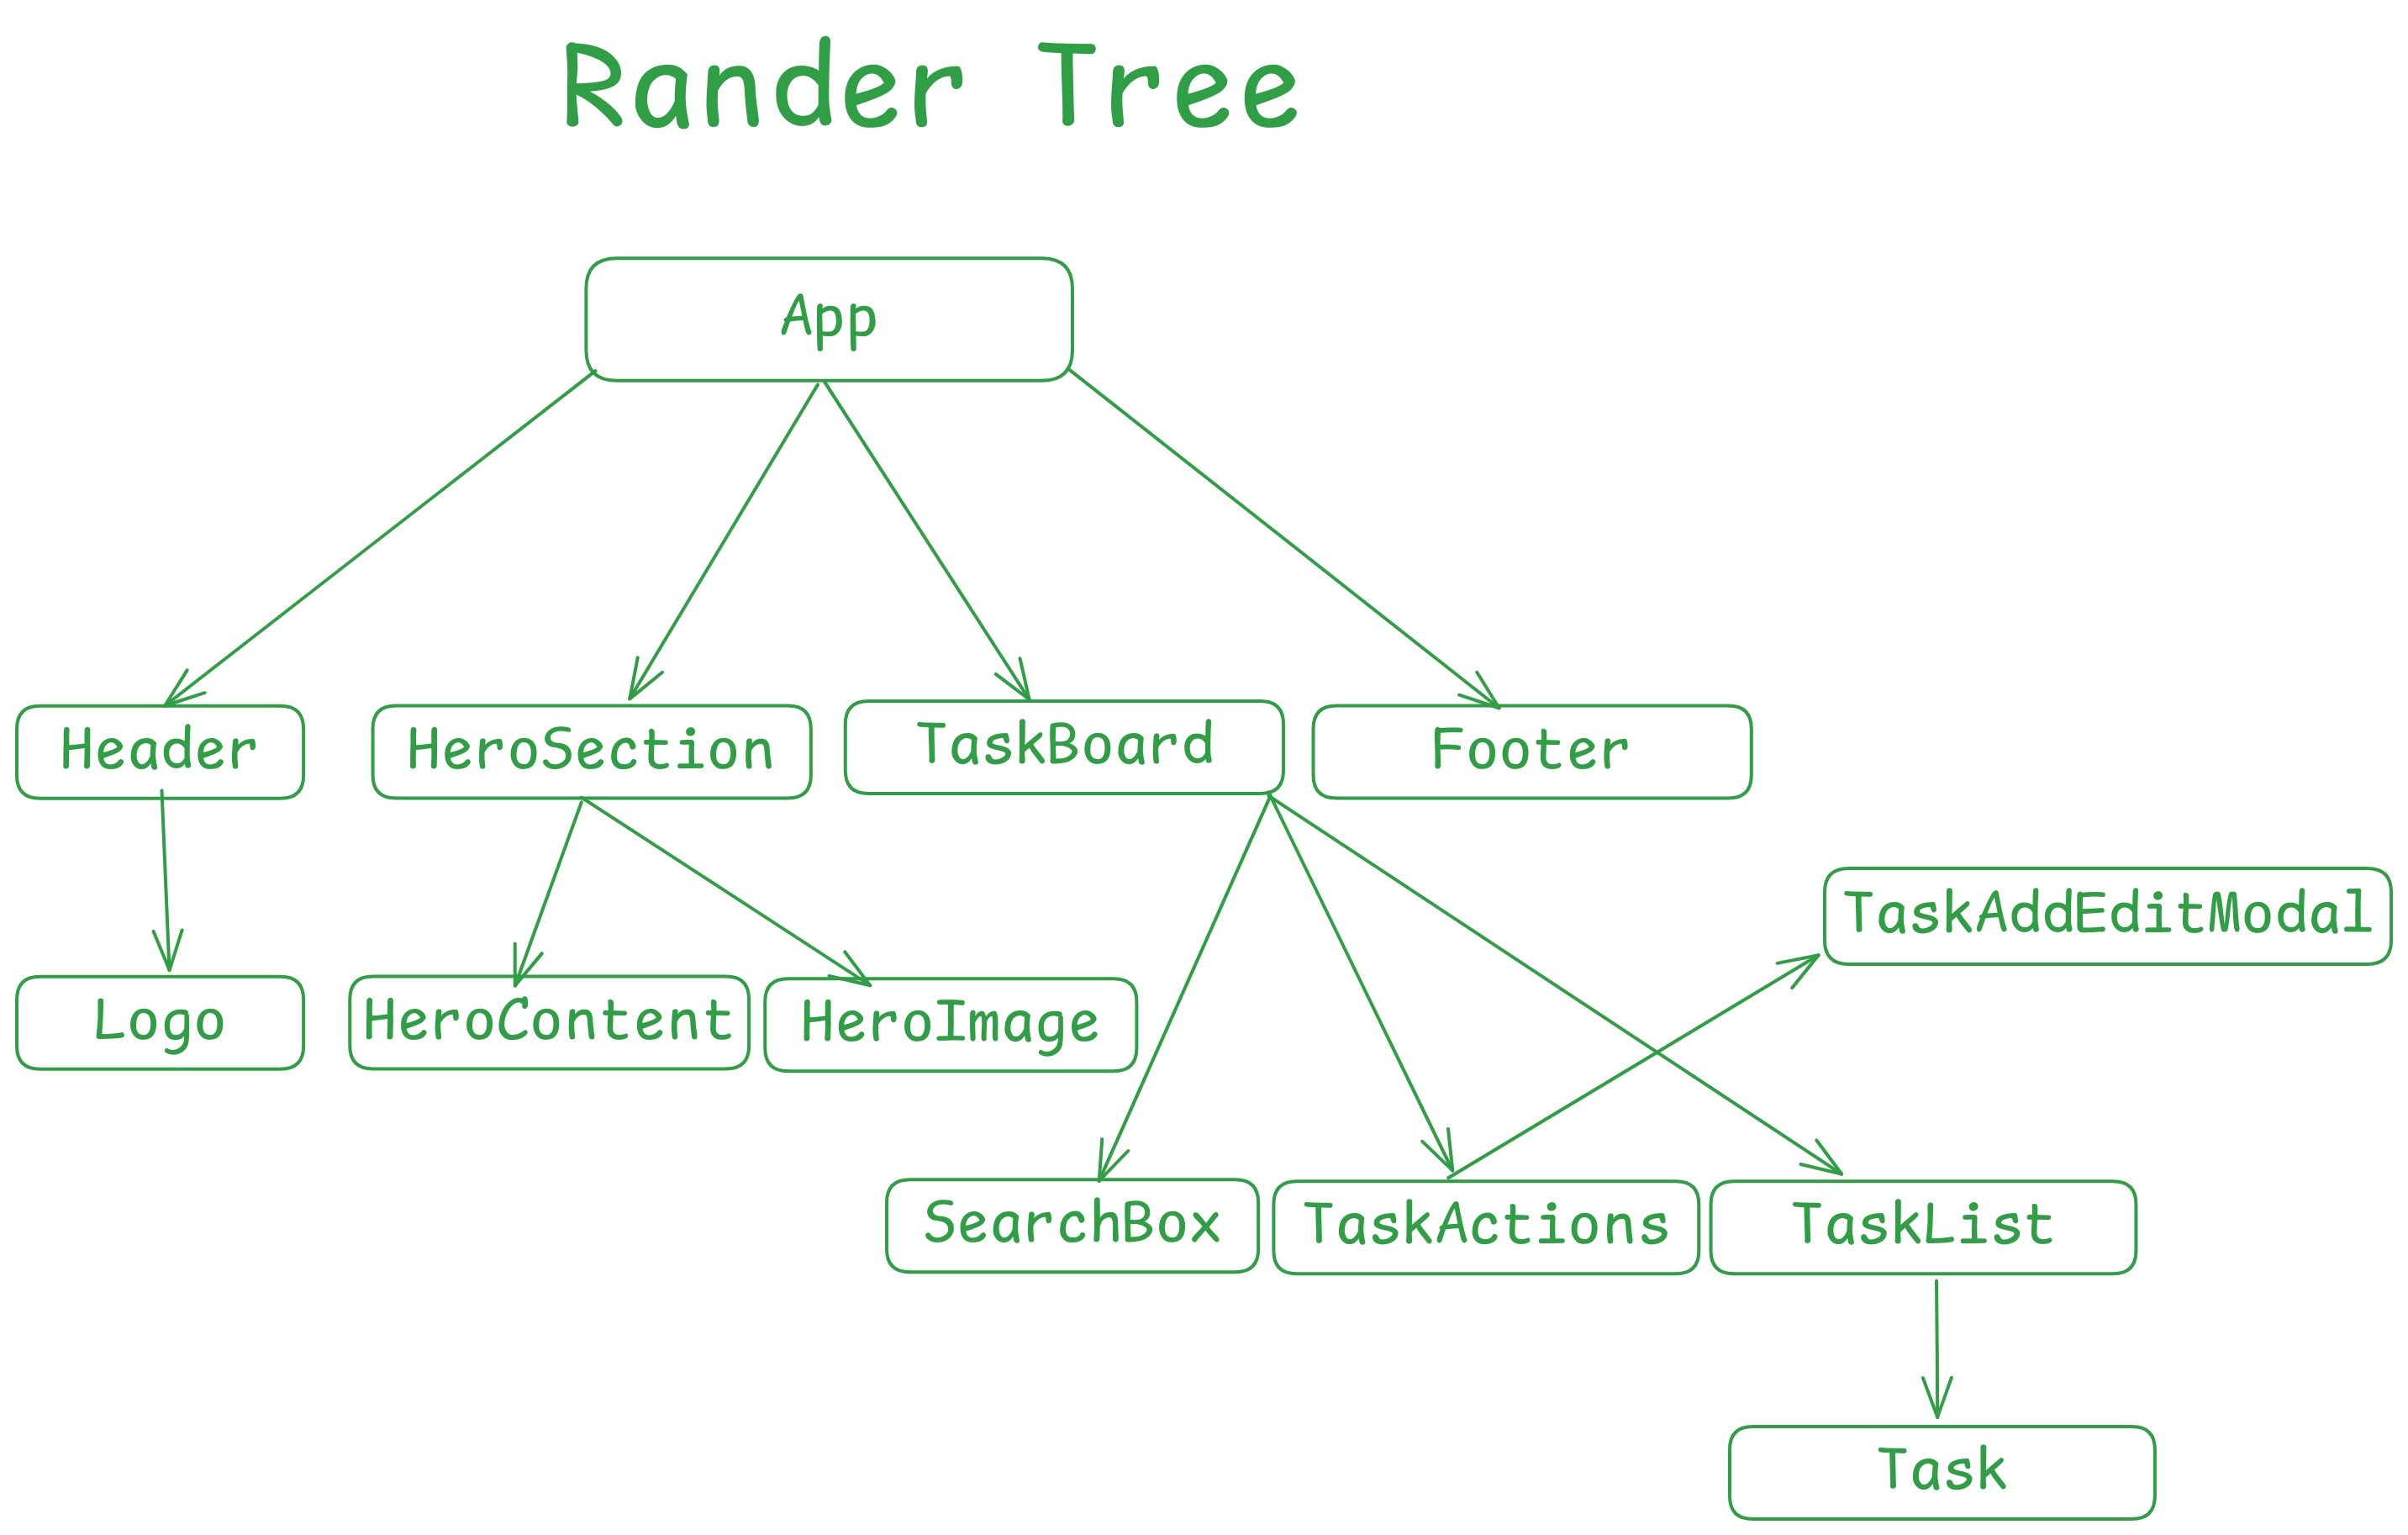 Rander Tree
App
Header
HeroSection
TaskBoard
Footer
TaskAddEditModal
Logo
HeroContent
HeroImage
SearchBox
TaskActions
TaskList
Task